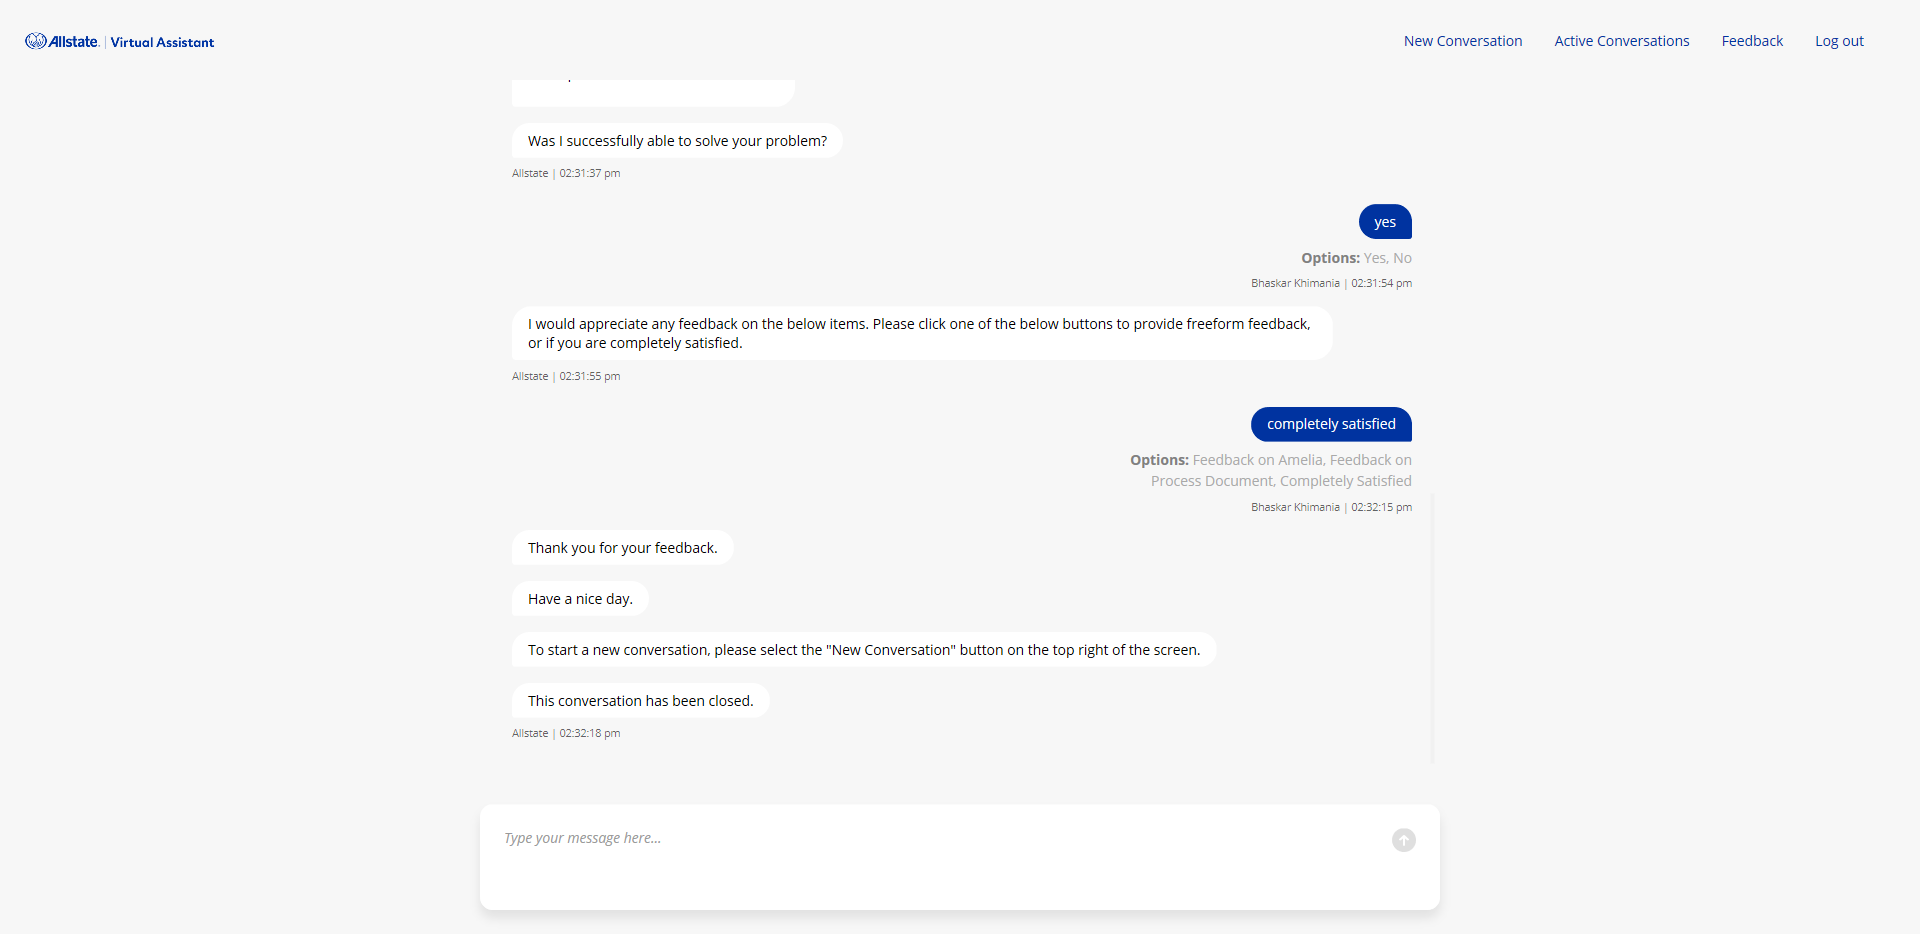 Allstate. | Virtual Assistant
New Conversation Active Conversations Feedback Log out
Was I successfully able to solve your problem?
Allstate | 02:31:37 pm
yes
Options: Yes, No
Bhaskar Khimania | 02:31:54 pm
I would appreciate any feedback on the below items. Please click one of the below buttons to provide freeform feedback,
or if you are completely satisfied.
Allstate | 02:31:55 pm
completely satisfied
Options: Feedback on Amelia, Feedback on
Process Document, Completely Satisfied
Bhaskar Khimania | 02:32:15 pm
Thank you for your feedback.
Have a nice day.
To start a new conversation, please select the "New Conversation" button on the top right of the screen.
This conversation has been closed.
Allstate | 02:32:18 pm
Type your message here...